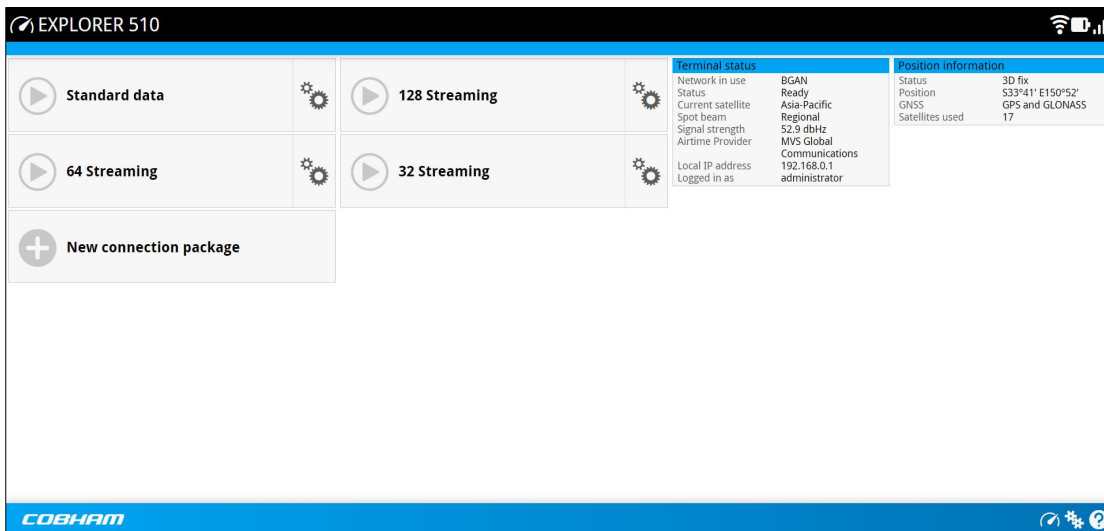 EXPLORER 510
Standard data
128 Streaming
64 Streaming
32 Streaming
New connection package
Terminal status
Network in use BGAN
Status Ready
Current satellite Asia-Pacific
Spot beam Regional
Signal strength 52.9 dbHz
Airtime Provider MVS Global
Communications
Local IP address 192.168.0.1
Logged in as administrator
Position information
Status 3D fix
Position S33°41' E150°52'
GNSS GPS and GLONASS
Satellites used 17
COBHAM